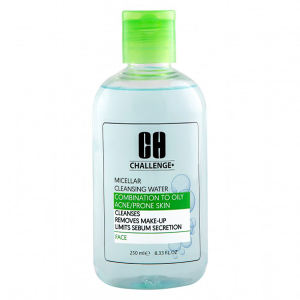 CH
CHALLENGE+
MICELLAR
CLEANSING WATER
COMBINATION TO OILY
ACNE/PRONE SKIN
CLEANSES
REMOVES MAKE-UP
LIMITS SEBUM SECRETION
FACE
250 ml ℮ 8.33 FL.OZ